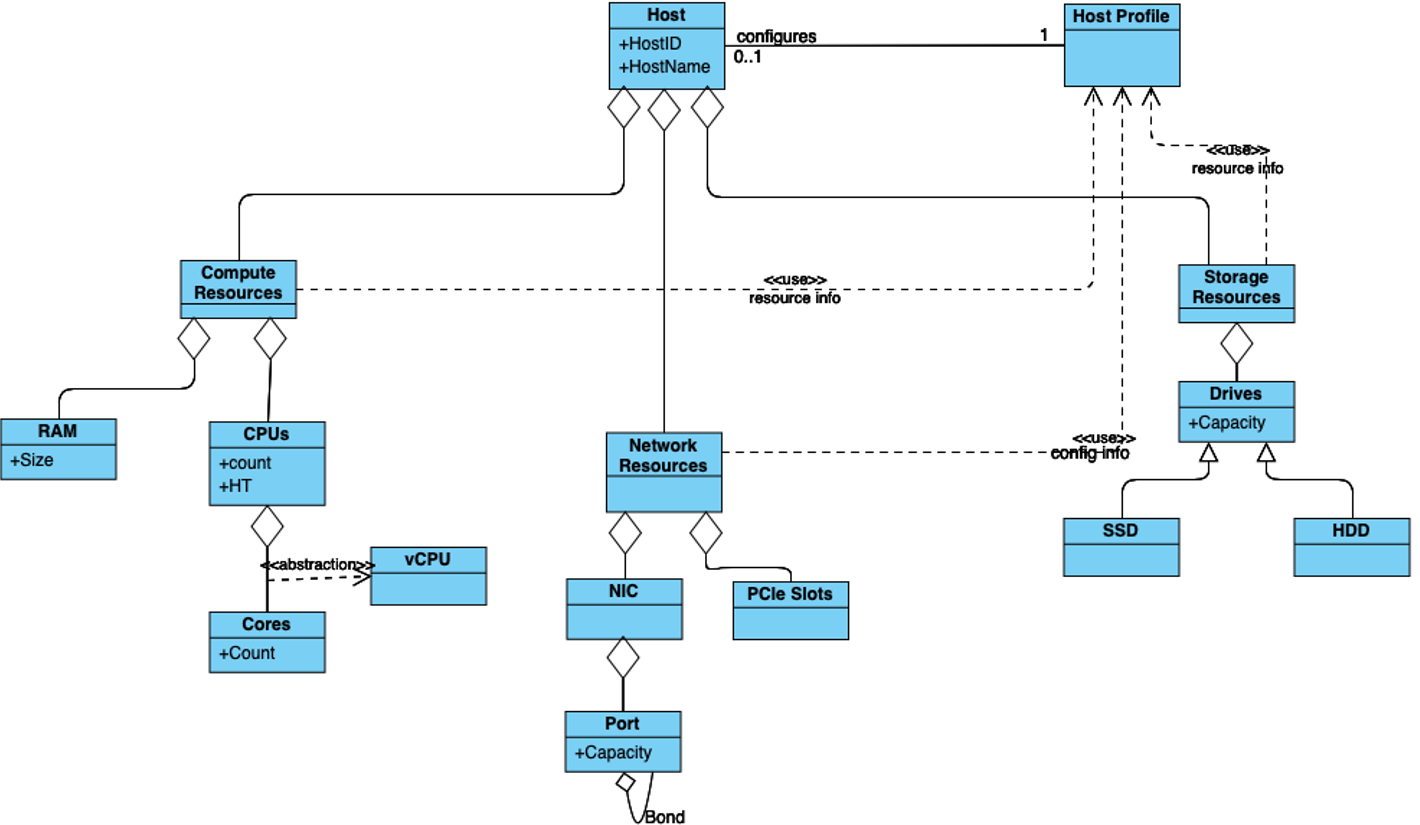 Host
+HostID
+HostName
configures
0..1
1
Host Profile
<<use>>
resource info
Compute
Resources
<<use>>
resource info
Storage
Resources
RAM
+Size
CPUs
+count
+HT
Network
Resources
<<use>>
config info
Drives
+Capacity
SSD
HDD
<<abstraction>>
vCPU
Cores
+Count
NIC
PCIe Slots
Port
+Capacity
Bond